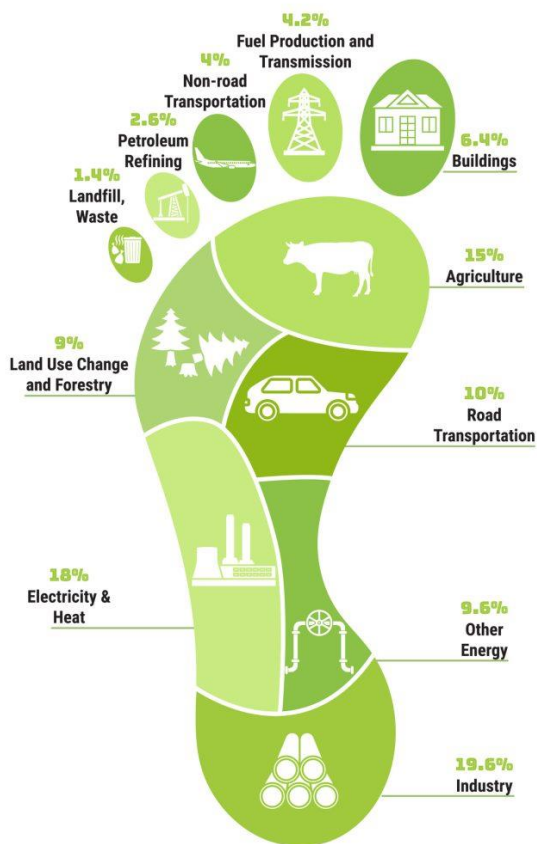 4.2%
Fuel Production and
Transmission
4%
Non-road
Transportation
2.6%
Petroleum
Refining
1.4%
Landfill,
Waste
6.4%
Buildings
15%
Agriculture
9%
Land Use Change
and Forestry
10%
Road
Transportation
18%
Electricity &
Heat
9.6%
Other
Energy
19.6%
Industry